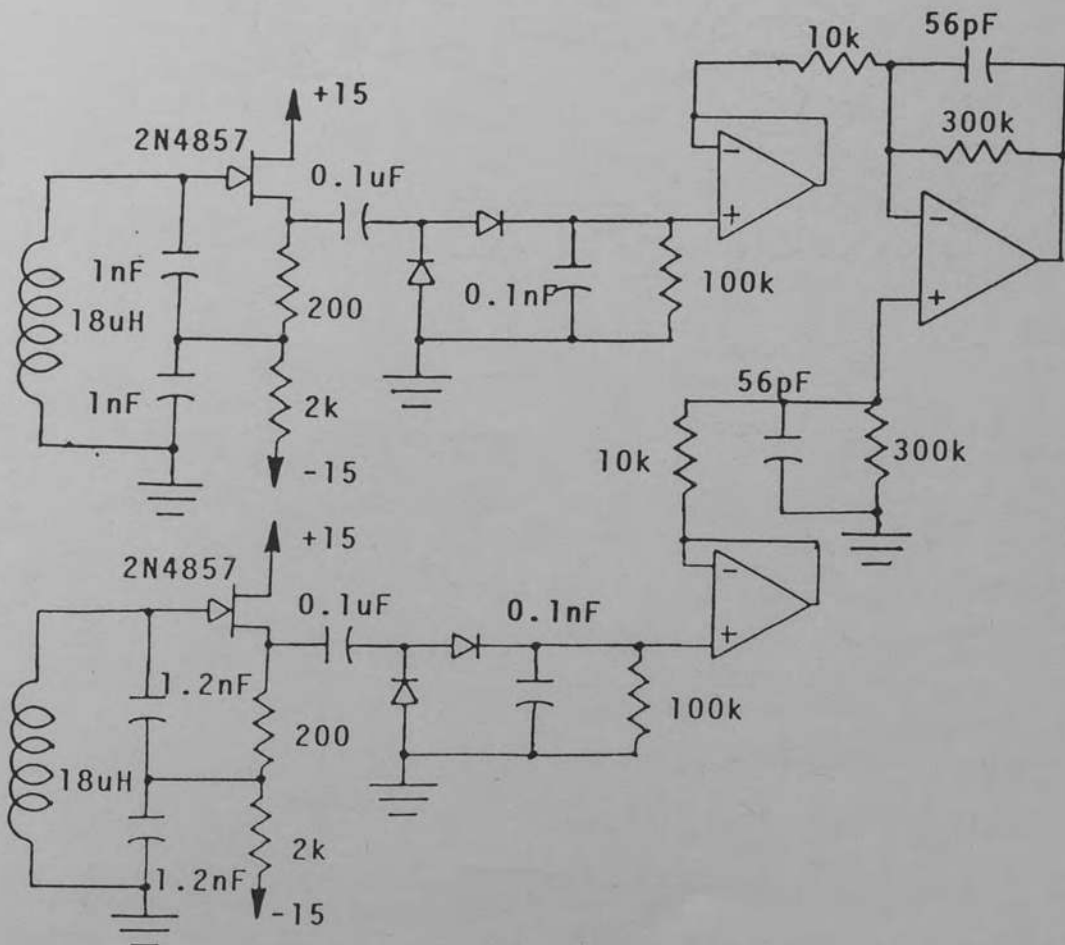 56pF
10k
+15
300k
2N4857
0.1uF
-
+
-
+
1nF
200
0.1nF
100k
18uH
1nF
2k
56pF
10k
300k
-15
+15
2N4857
0.1uF
0.1nF
-
+
1.2nF
200
100k
18uH
2k
1.2nF
-15